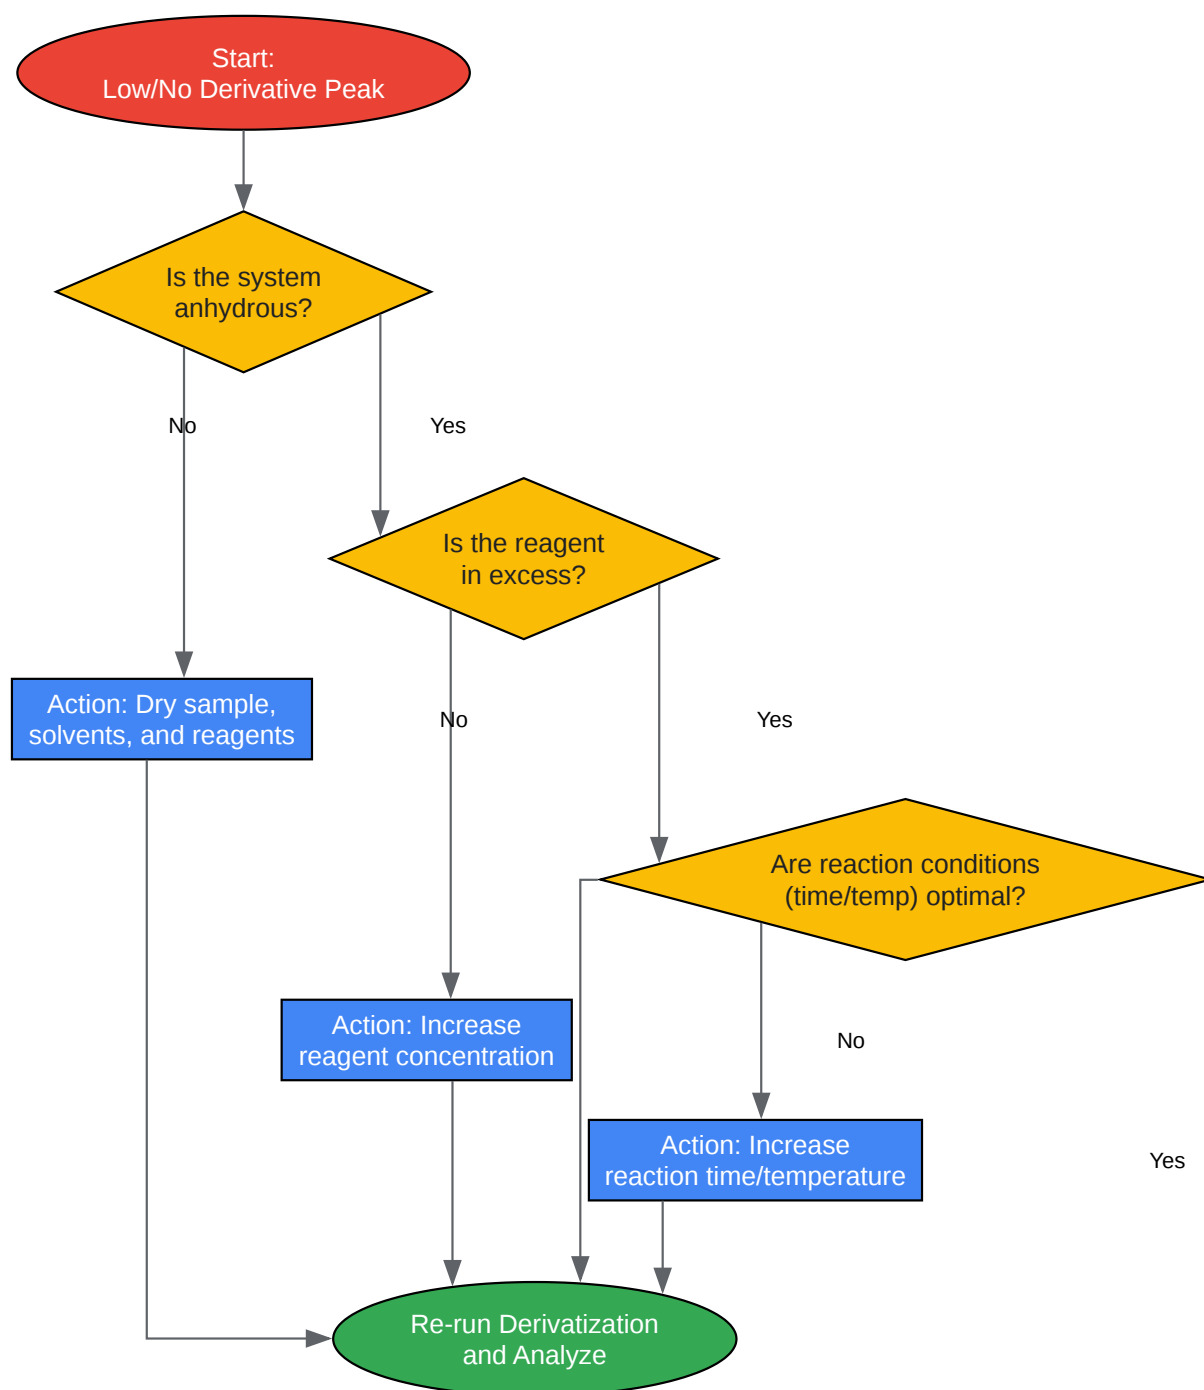 Start:
Low/No Derivative Peak
Is the system
anhydrous?
No
Yes
Is the reagent
in excess?
Action: Dry sample,
solvents, and reagents
No
Yes
Are reaction conditions
(time/temp) optimal?
Action: Increase
reagent concentration
No
Action: Increase
reaction time/temperature
Yes
Re-run Derivatization
and Analyze